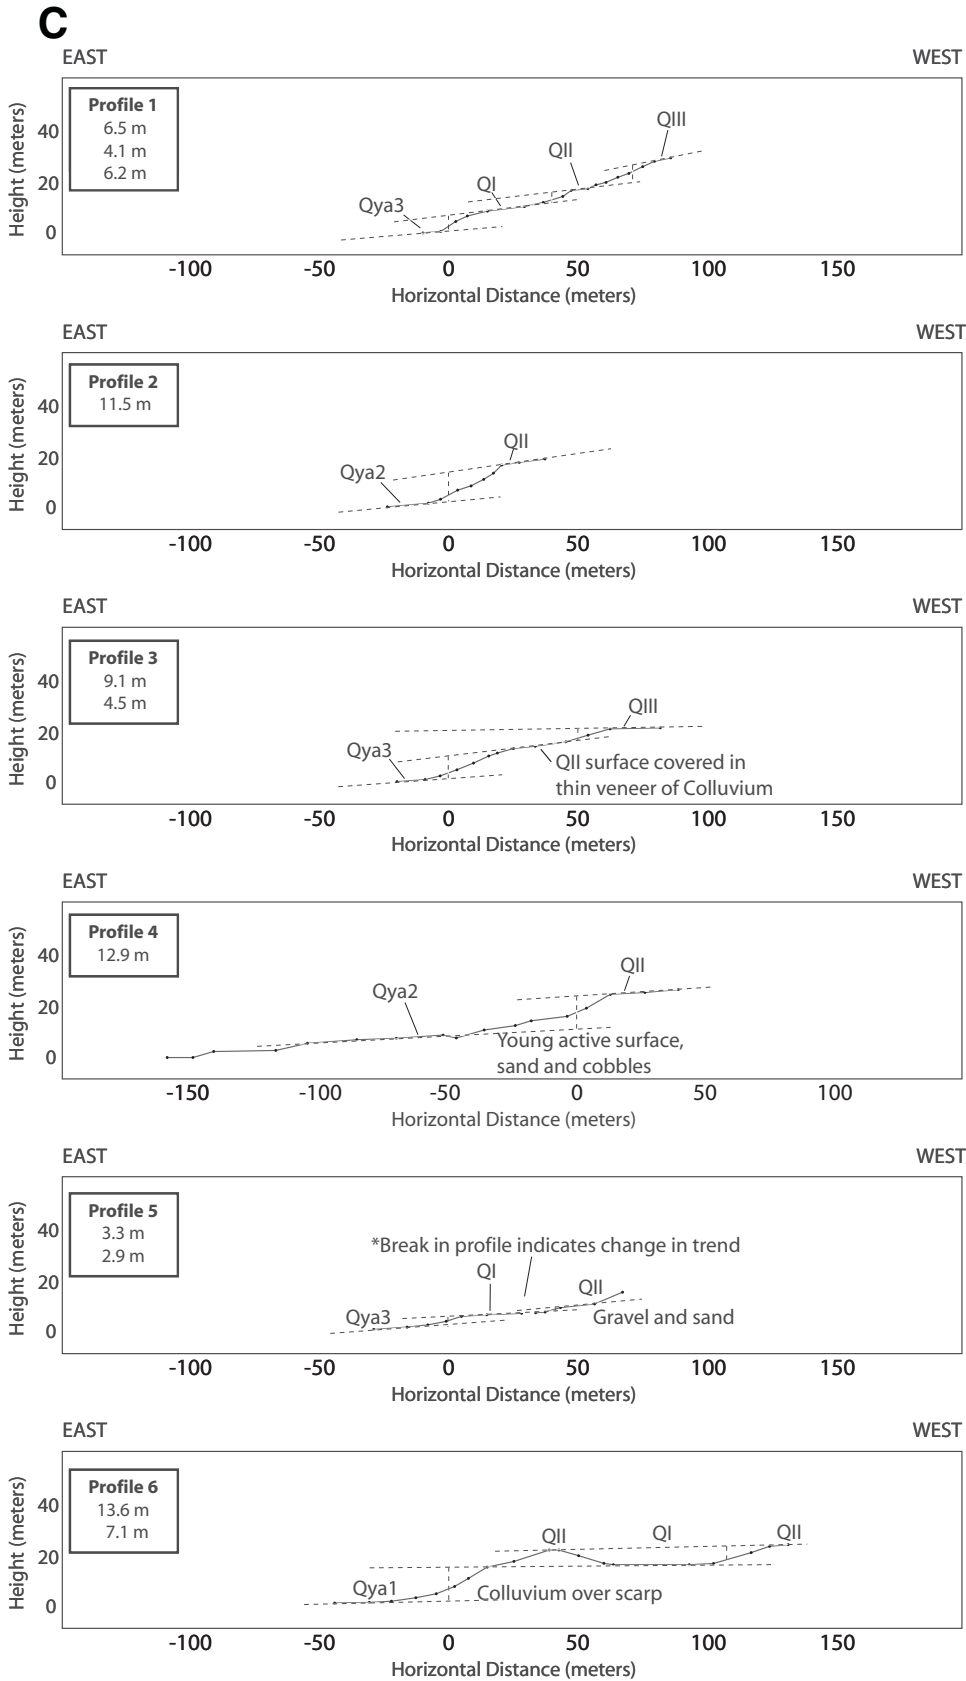 C
EAST WEST
Profile 1
6.5 m
4.1 m
6.2 m
Height (meters)
40
20
0
Qya3
QI
QII
QIII
-100 -50 0 50 100 150
Horizontal Distance (meters)
EAST WEST
Profile 2
11.5 m
Height (meters)
40
20
0
Qya2
QII
-100 -50 0 50 100 150
Horizontal Distance (meters)
EAST WEST
Profile 3
9.1 m
4.5 m
Height (meters)
40
20
0
Qya3
QIII
QII surface covered in
thin veneer of Colluvium
-100 -50 0 50 100 150
Horizontal Distance (meters)
EAST WEST
Profile 4
12.9 m
Height (meters)
40
20
0
Qya2
QII
Young active surface,
sand and cobbles
-150 -100 -50 0 50 100
Horizontal Distance (meters)
EAST WEST
Profile 5
3.3 m
2.9 m
Height (meters)
40
20
0
*Break in profile indicates change in trend
QI
QII
Qya3
Gravel and sand
-100 -50 0 50 100 150
Horizontal Distance (meters)
EAST WEST
Profile 6
13.6 m
7.1 m
Height (meters)
40
20
0
QII QI QII
Qya1
Colluvium over scarp
-100 -50 0 50 100 150
Horizontal Distance (meters)